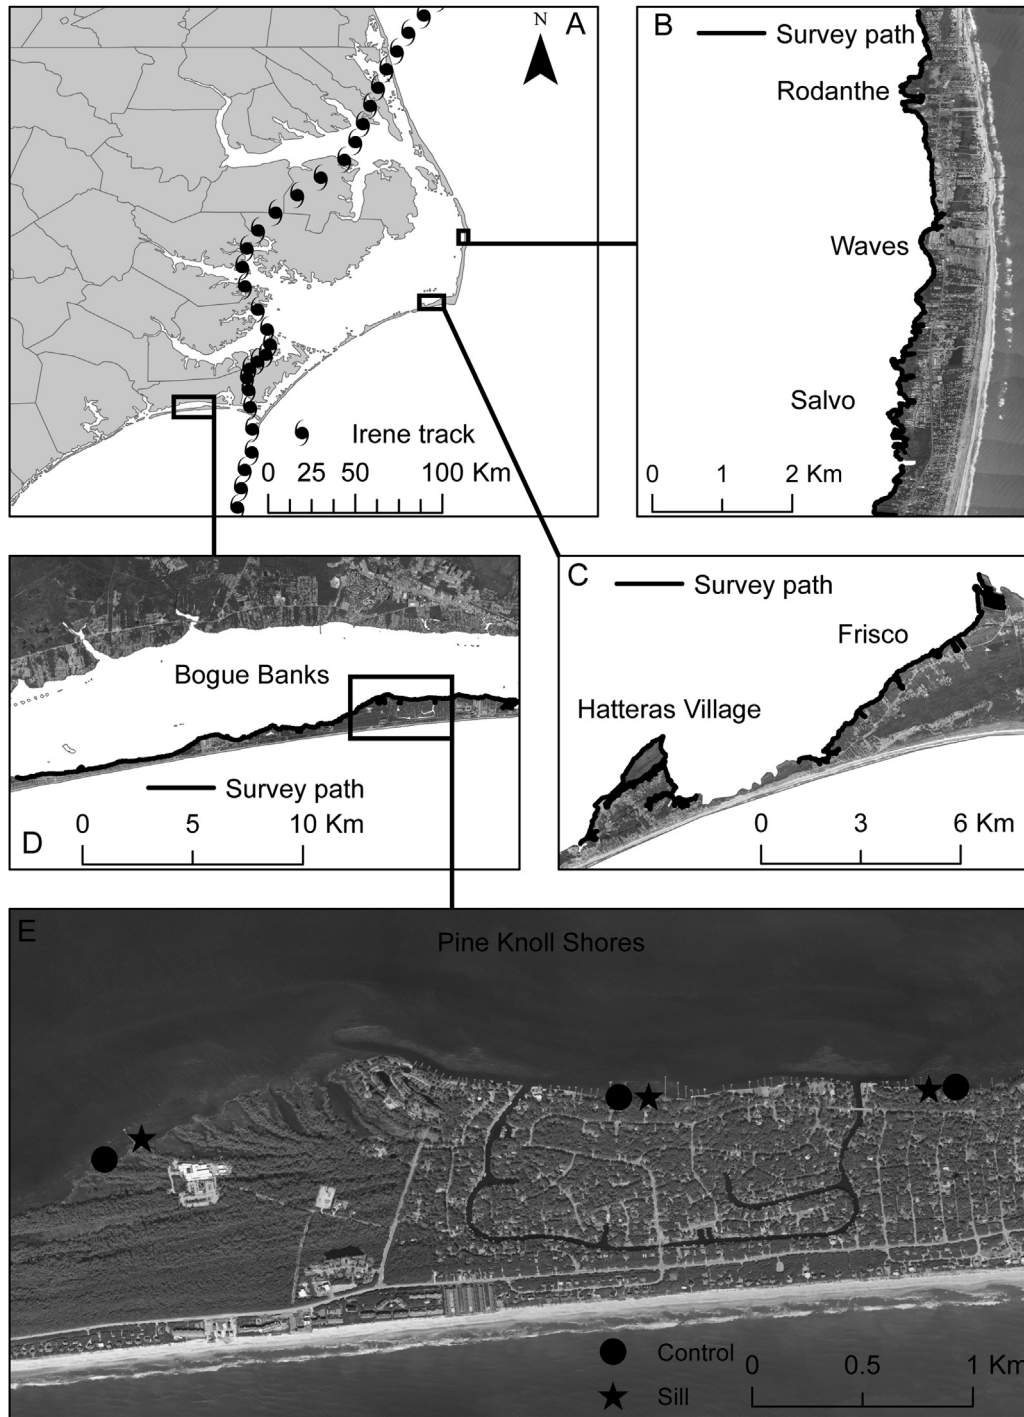 N
A
Irene track
0 25 50 100 Km
B
Survey path
Rodanthe
Waves
Salvo
0 1 2 Km
Bogue Banks
Survey path
0 5 10 Km
D
C
Survey path
Frisco
Hatteras Village
0 3 6 Km
E
Pine Knoll Shores
Control
Sill
0 0.5 1 Km